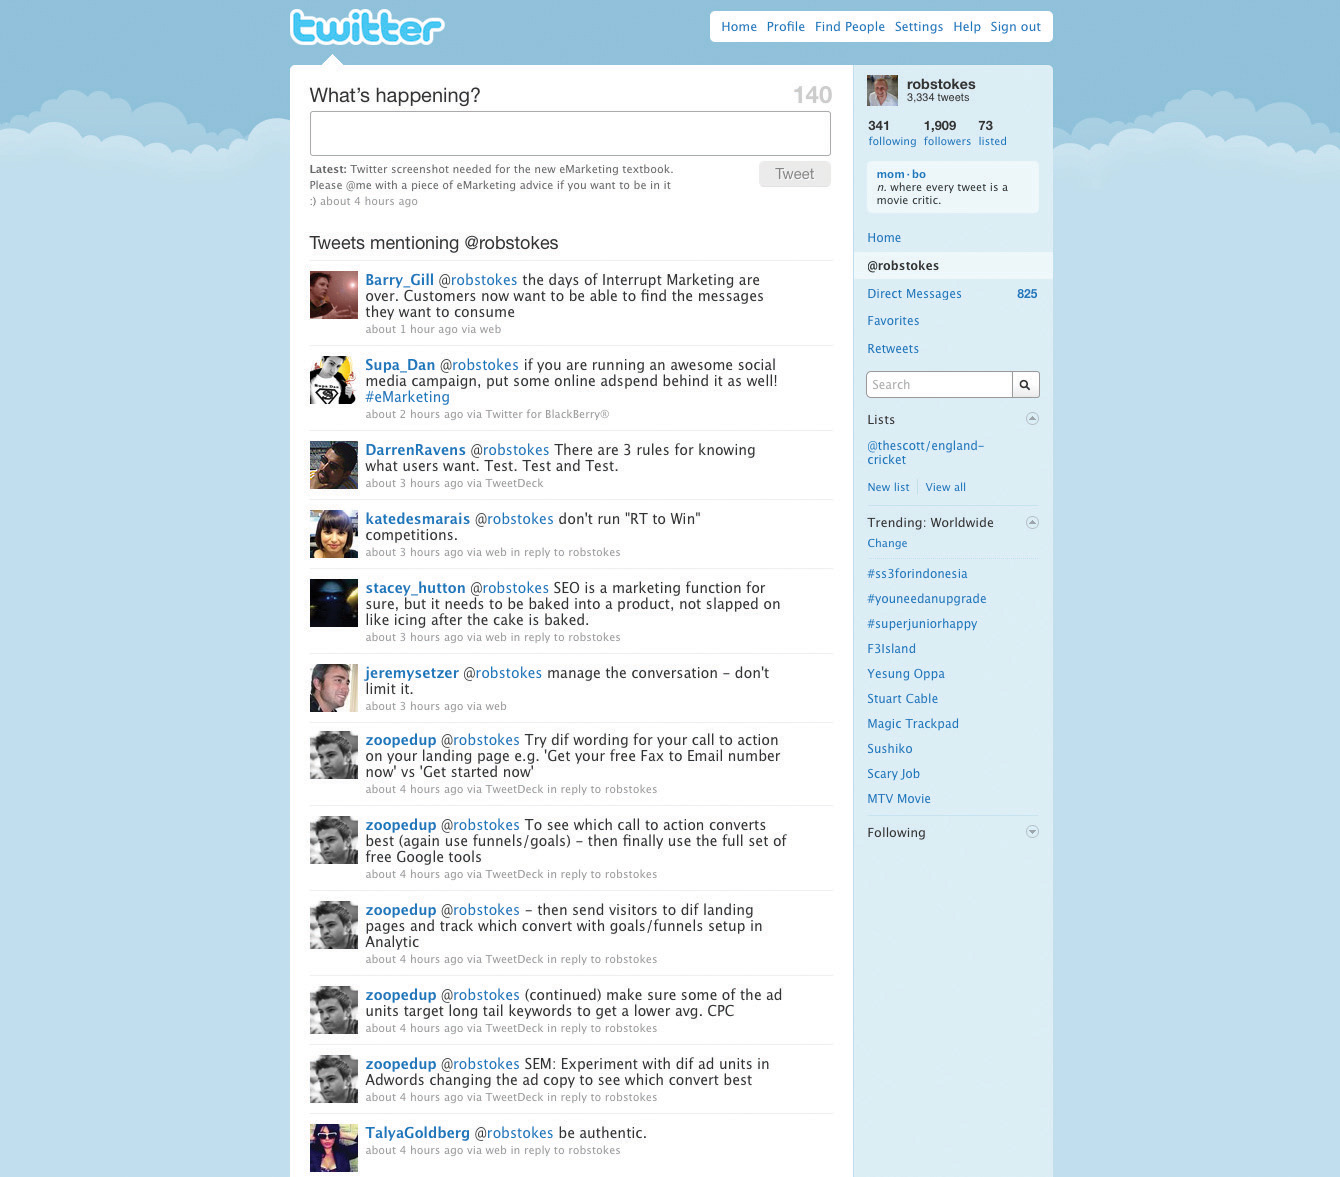 twitter
Home Profile Find People Settings Help Sign out
What's happening?
140
Latest: Twitter screenshot needed for the new eMarketing textbook.
Please @me with a piece of eMarketing advice if you want to be in it
:) about 4 hours ago
Tweet
Tweets mentioning @robstokes
Barry_Gill @robstokes the days of Interrupt Marketing are
over. Customers now want to be able to find the messages
they want to consume
about 1 hour ago via web
Supa_Dan @robstokes if you are running an awesome social
media campaign, put some online adspend behind it as well!
#eMarketing
about 2 hours ago via Twitter for BlackBerry®
DarrenRavens @robstokes There are 3 rules for knowing
what users want. Test. Test and Test.
about 3 hours ago via TweetDeck
katedesmarais @robstokes don't run "RT to Win"
competitions.
about 3 hours ago via web in reply to robstokes
stacey_hutton @robstokes SEO is a marketing function for
sure, but it needs to be baked into a product, not slapped on
like icing after the cake is baked.
about 3 hours ago via web in reply to robstokes
jeremysetzer @robstokes manage the conversation – don't
limit it.
about 3 hours ago via web
zoopedup @robstokes Try dif wording for your call to action
on your landing page e.g. 'Get your free Fax to Email number
now' vs 'Get started now'
about 4 hours ago via TweetDeck in reply to robstokes
zoopedup @robstokes To see which call to action converts
best (again use funnels/goals) – then finally use the full set of
free Google tools
about 4 hours ago via TweetDeck in reply to robstokes
zoopedup @robstokes – then send visitors to dif landing
pages and track which convert with goals/funnels setup in
Analytic
about 4 hours ago via TweetDeck in reply to robstokes
zoopedup @robstokes (continued) make sure some of the ad
units target long tail keywords to get a lower avg. CPC
about 4 hours ago via TweetDeck in reply to robstokes
zoopedup @robstokes SEM: Experiment with dif ad units in
Adwords changing the ad copy to see which convert best
about 4 hours ago via TweetDeck in reply to robstokes
TalyaGoldberg @robstokes be authentic.
about 4 hours ago via web in reply to robstokes
robstokes
3,334 tweets
341 1,909 73
following followers listed
mom·bo
n. where every tweet is a
movie critic.
Home
@robstokes
Direct Messages 825
Favorites
Retweets
Search
Lists
@thescott/england-
cricket
New list View all
Trending: Worldwide
Change
#ss3forindonesia
#youneedanupgrade
#superjuniorhappy
F3Island
Yesung Oppa
Stuart Cable
Magic Trackpad
Sushiko
Scary Job
MTV Movie
Following